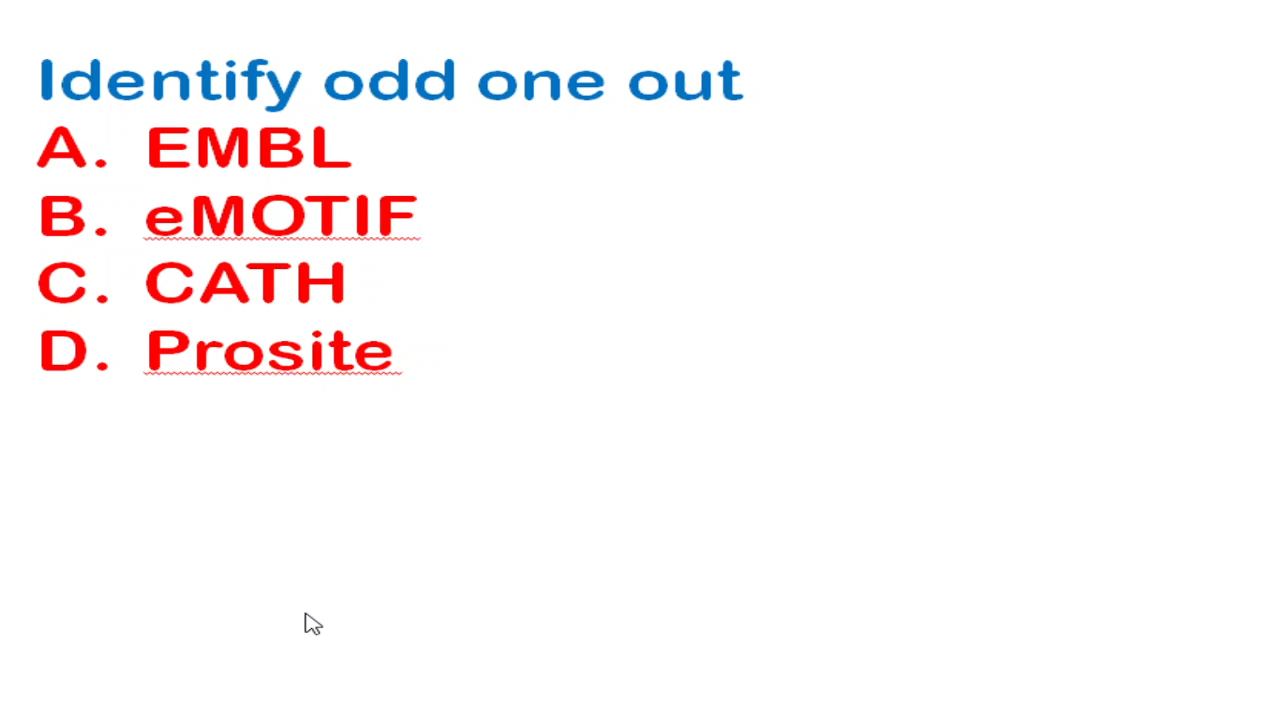 Identify odd one out
A. EMBL
B. eMOTIF
C. CATH
D. Prosite